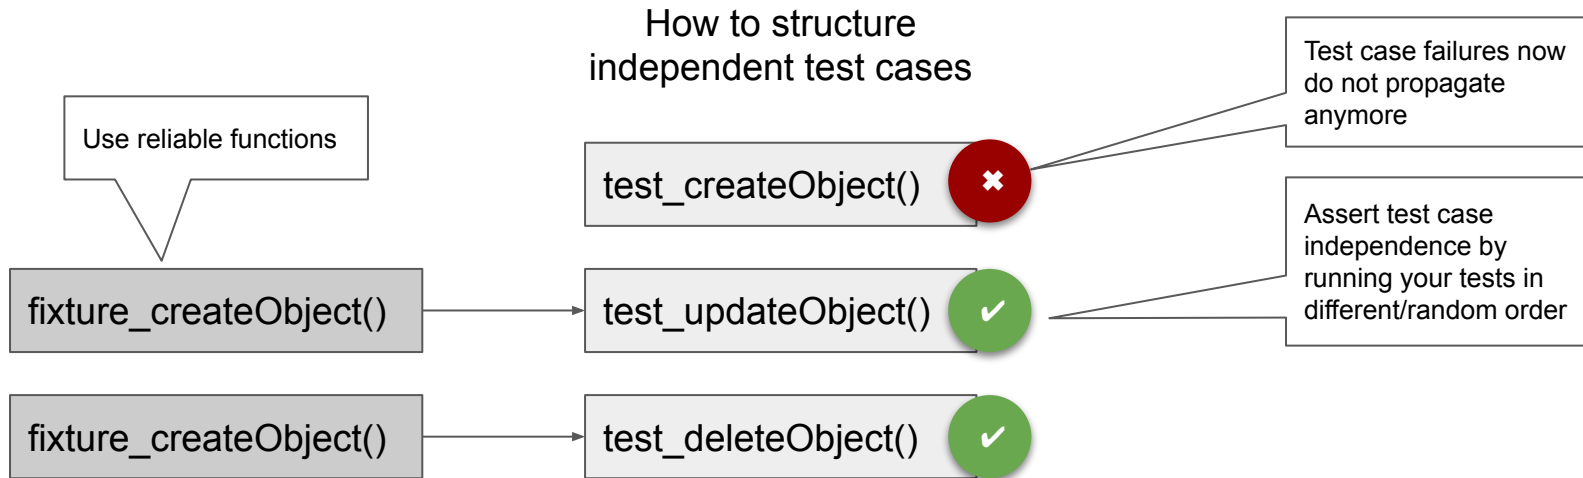 How to structure
independent test cases
Use reliable functions
Test case failures now
do not propagate
anymore
test_createObject()
✖
Assert test case
independence by
running your tests in
different/random order
fixture_createObject()
test_updateObject()
✔
fixture_createObject()
test_deleteObject()
✔